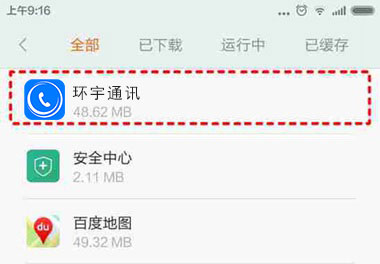 上午9:16
全部 已下载 运行中 已缓存
环宇通讯
48.62 MB
安全中心
2.11 MB
du
百度地图
49.32 MB